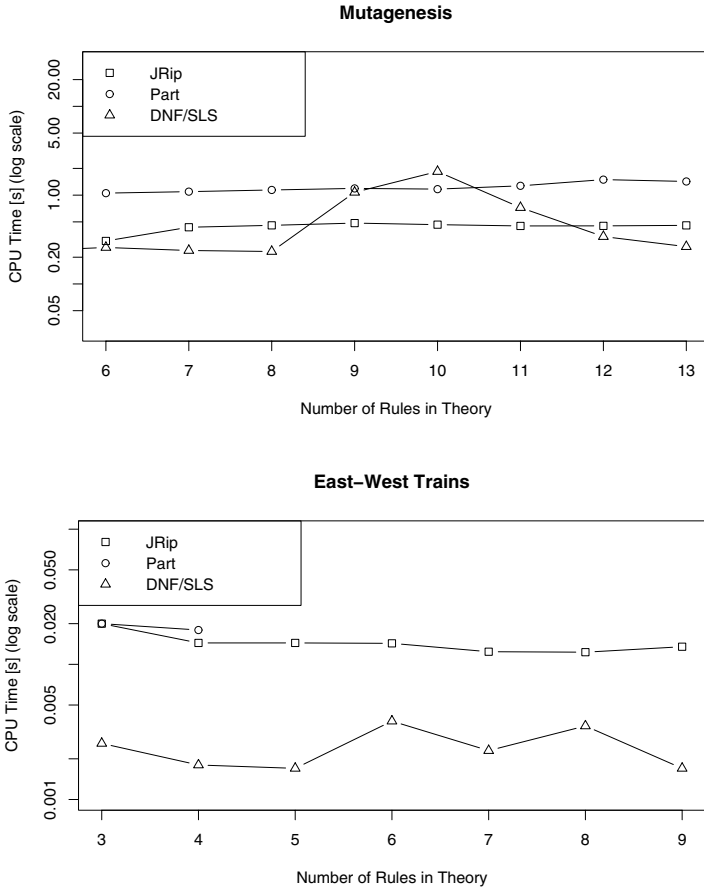 Mutagenesis
JRip
Part
DNF/SLS
CPU Time [s] (log scale)
20.00
5.00
1.00
0.20
0.05
6 7 8 9 10 11 12 13
Number of Rules in Theory
East−West Trains
JRip
Part
DNF/SLS
CPU Time [s] (log scale)
0.050
0.020
0.005
0.001
3 4 5 6 7 8 9
Number of Rules in Theory